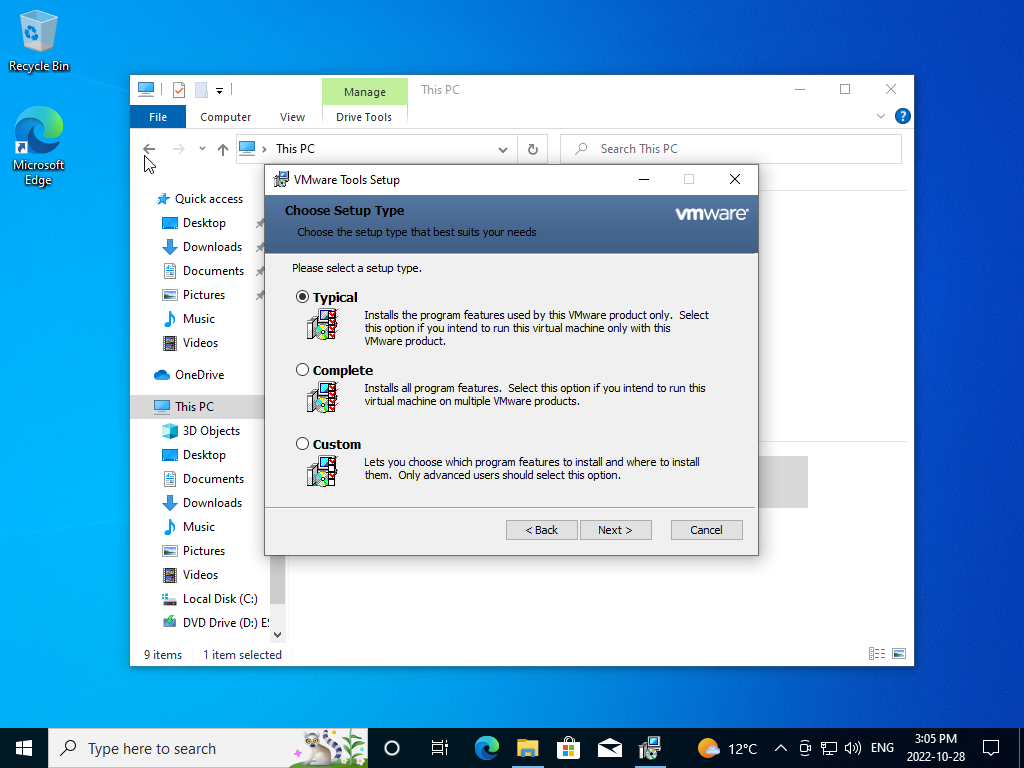 Recycle Bin
Microsoft
Edge
Manage
This PC
File
Computer
View
Drive Tools
?
This PC
Search This PC
Quick access
Desktop
Downloads
Documents
Pictures
Music
Videos
OneDrive
This PC
3D Objects
Desktop
Documents
Downloads
Music
Pictures
Videos
Local Disk (C:)
DVD Drive (D:)
9 items
1 item selected
VMware Tools Setup
Choose Setup Type
vmware
Choose the setup type that best suits your needs
Please select a setup type.
Typical
Installs the program features used by this VMware product only. Select
this option if you intend to run this virtual machine only with this
VMware product.
Complete
Installs all program features. Select this option if you intend to run this
virtual machine on multiple VMware products.
Custom
Lets you choose which program features to install and where to install
them. Only advanced users should select this option.
< Back
Next >
Cancel
Type here to search
12°C
ENG
3:05 PM
2022-10-28